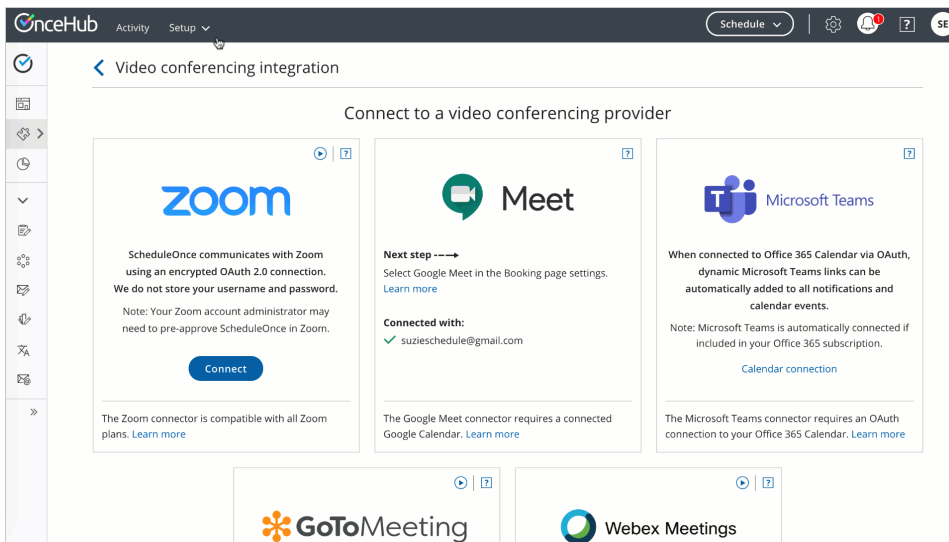 OnceHub Activity Setup Schedule 1 ? SE
Video conferencing integration
Connect to a video conferencing provider
?
zoom
ScheduleOnce communicates with Zoom
using an encrypted OAuth 2.0 connection.
We do not store your username and password.
Note: Your Zoom account administrator may
need to pre-approve ScheduleOnce in Zoom.
Connect
The Zoom connector is compatible with all Zoom
plans. Learn more
?
Meet
Next step
Select Google Meet in the Booking page settings.
Learn more
Connected with:
suzieschedule@gmail.com
The Google Meet connector requires a connected
Google Calendar. Learn more
?
T Microsoft Teams
When connected to Office 365 Calendar via OAuth,
dynamic Microsoft Teams links can be
automatically added to all notifications and
calendar events.
Note: Microsoft Teams is automatically connected if
included in your Office 365 subscription.
Calendar connection
The Microsoft Teams connector requires an OAuth
connection to your Office 365 Calendar. Learn more
?
GoToMeeting
?
Webex Meetings